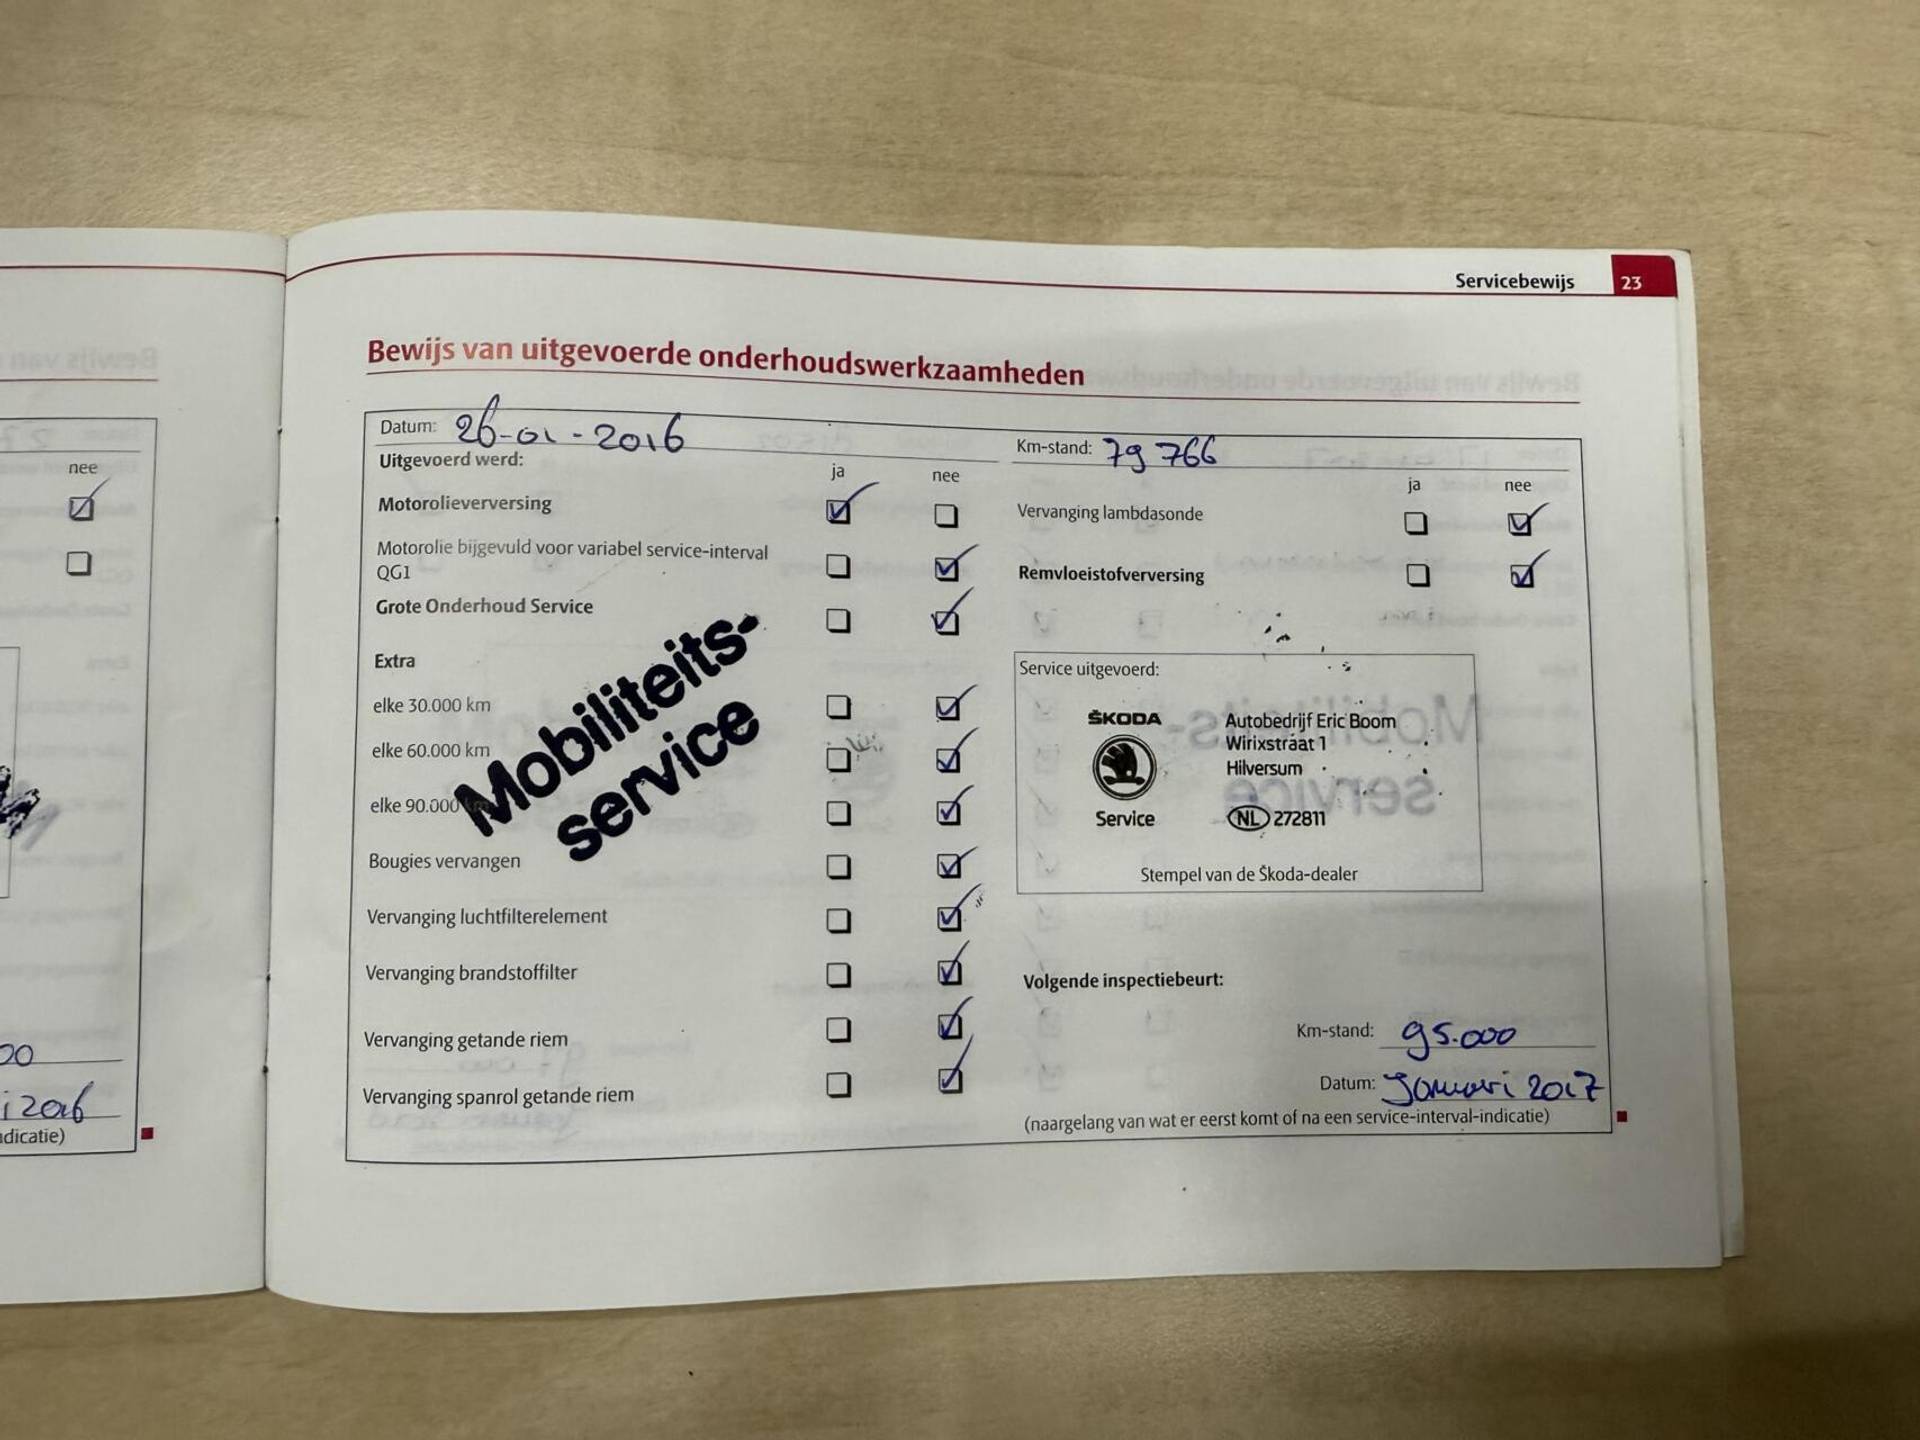 Servicebewijs 23
Bewijs van uitgevoerde onderhoudswerkzaamheden
Datum: 26-01-2016
Km-stand: 79 766
Uitgevoerd werd:
ja nee
ja nee
Motorolieverversing
Motorolie bijgevuld voor variabel service-interval
QG1
Grote Onderhoud Service
Extra
elke 30.000 km
elke 60.000 km
elke 90.000 km
Bougies vervangen
Vervanging luchtfilterelement
Vervanging brandstoffilter
Vervanging getande riem
Vervanging spanrol getande riem
Mobiliteits-
service
Vervanging lambdasonde
Remvloeistofverversing
Service uitgevoerd:
ŠKODA
Service
Autobedrijf Eric Boom
Wirixstraat 1
Hilversum
NL 272811
Stempel van de Škoda-dealer
Volgende inspectiebeurt:
Km-stand: 95.000
Datum: Januari 2017
(naargelang van wat er eerst komt of na een service-interval-indicatie)
nee
00
i 2016
dicatie)